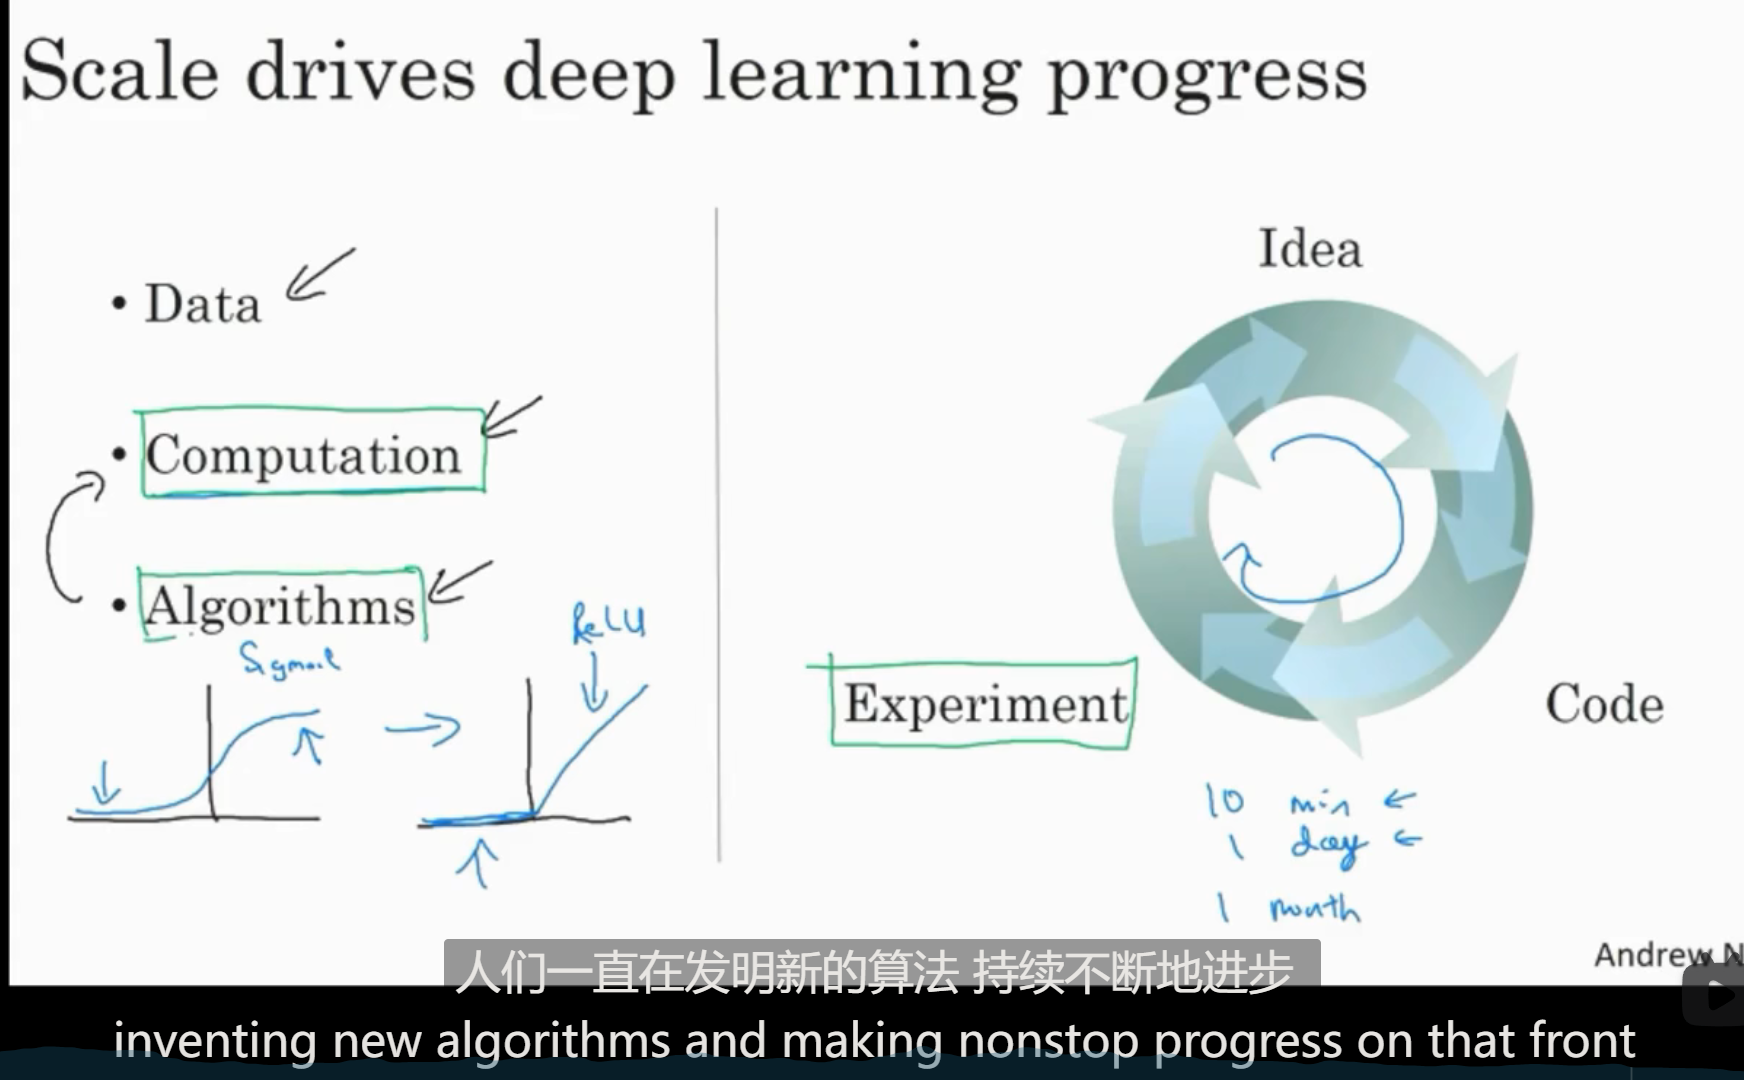 Scale drives deep learning progress
• Data
• Computation
• Algorithms
Sigmoid
ReLU
Idea
Experiment
Code
10 min
1 day
1 month
Andrew N
人们一直在发明新的算法 持续不断地进步
inventing new algorithms and making nonstop progress on that front